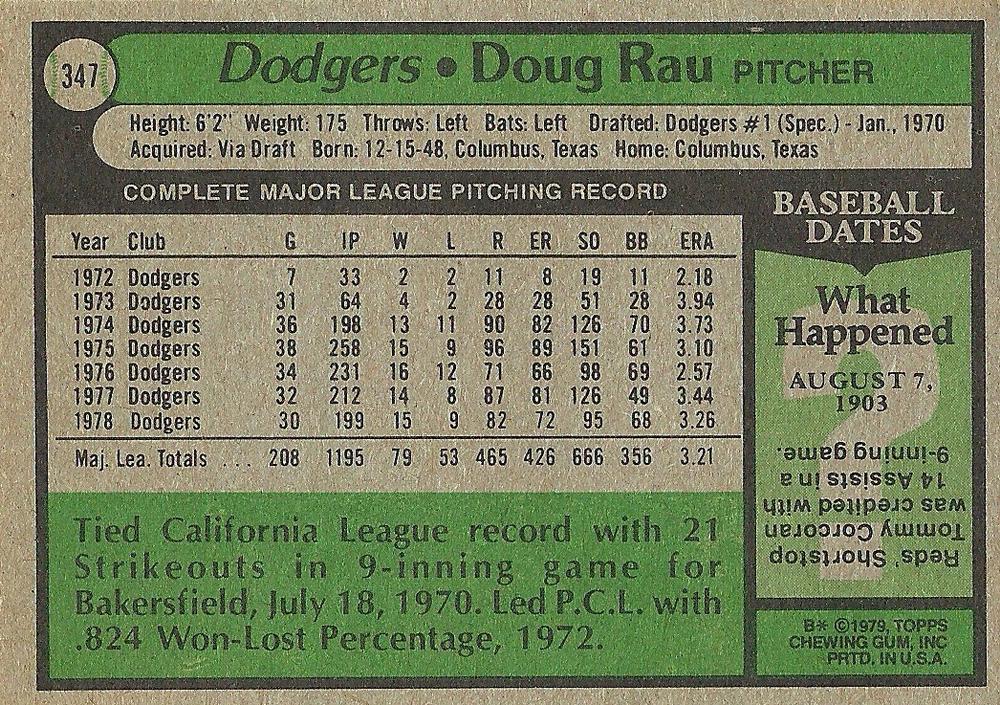 347
Dodgers • Doug Rau PITCHER
Height: 6'2" Weight: 175 Throws: Left Bats: Left Drafted: Dodgers #1 (Spec.) - Jan., 1970
Acquired: Via Draft Born: 12-15-48, Columbus, Texas Home: Columbus, Texas
COMPLETE MAJOR LEAGUE PITCHING RECORD
Year Club G IP W L R ER SO BB ERA
1972 Dodgers 7 33 2 2 11 8 19 11 2.18
1973 Dodgers 31 64 4 2 28 28 51 28 3.94
1974 Dodgers 36 198 13 11 90 82 126 70 3.73
1975 Dodgers 38 258 15 9 96 89 151 61 3.10
1976 Dodgers 34 231 16 12 71 66 98 69 2.57
1977 Dodgers 32 212 14 8 87 81 126 49 3.44
1978 Dodgers 30 199 15 9 82 72 95 68 3.26
Maj. Lea. Totals ... 208 1195 79 53 465 426 666 356 3.21
Tied California League record with 21
Strikeouts in 9-inning game for
Bakersfield, July 18, 1970. Led P.C.L. with
.824 Won-Lost Percentage, 1972.
BASEBALL
DATES
What
Happened
AUGUST 7,
1903
Reds' Shortstop
Tommy Corcoran
was credited with
14 Assists in a
9-inning game.
B* ©1979, TOPPS
CHEWING GUM, INC
PRTD. IN U.S.A.